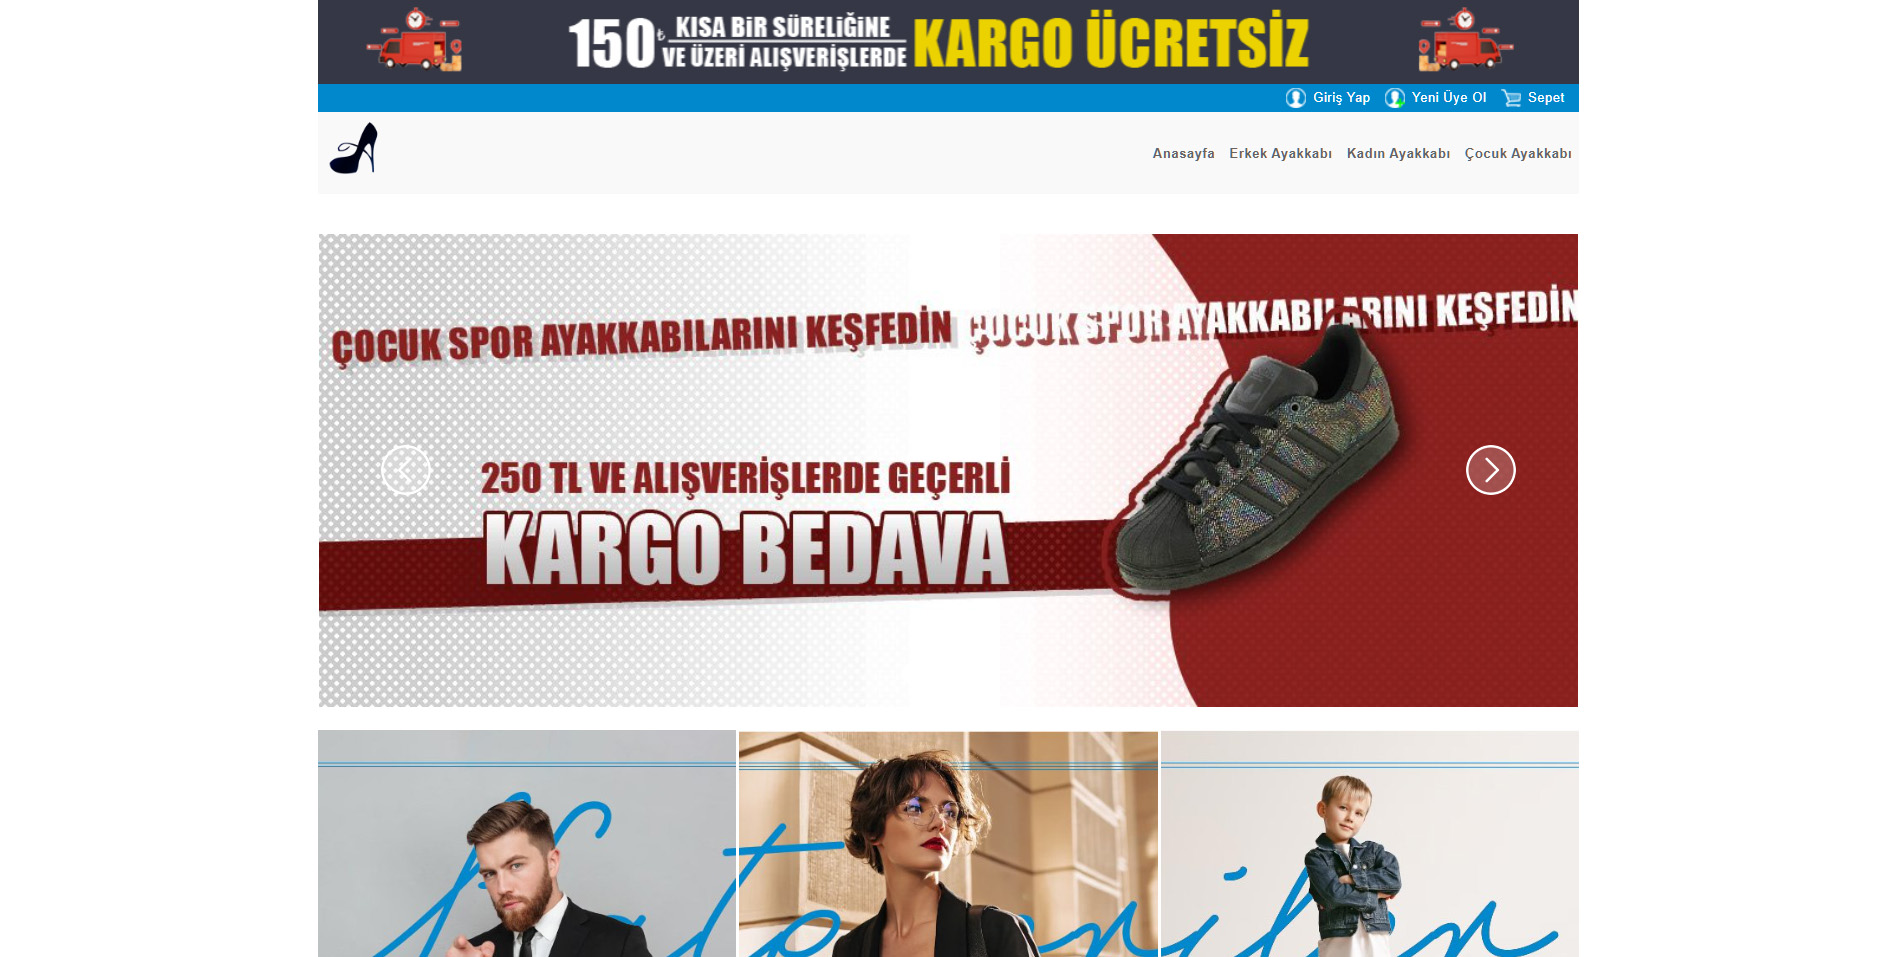 150₺ KISA BİR SÜRELİĞİNE
VE ÜZERİ ALIŞVERİŞLERDE
KARGO ÜCRETSİZ
Giriş Yap Yeni Üye Ol Sepet
Anasayfa Erkek Ayakkabı Kadın Ayakkabı Çocuk Ayakkabı
ÇOCUK SPOR AYAKKABILARINI KEŞFEDİN ÇOCUK SPOR AYAKKABILARINI KEŞFEDİN
250 TL VE ALIŞVERİŞLERDE GEÇERLİ
KARGO BEDAVA